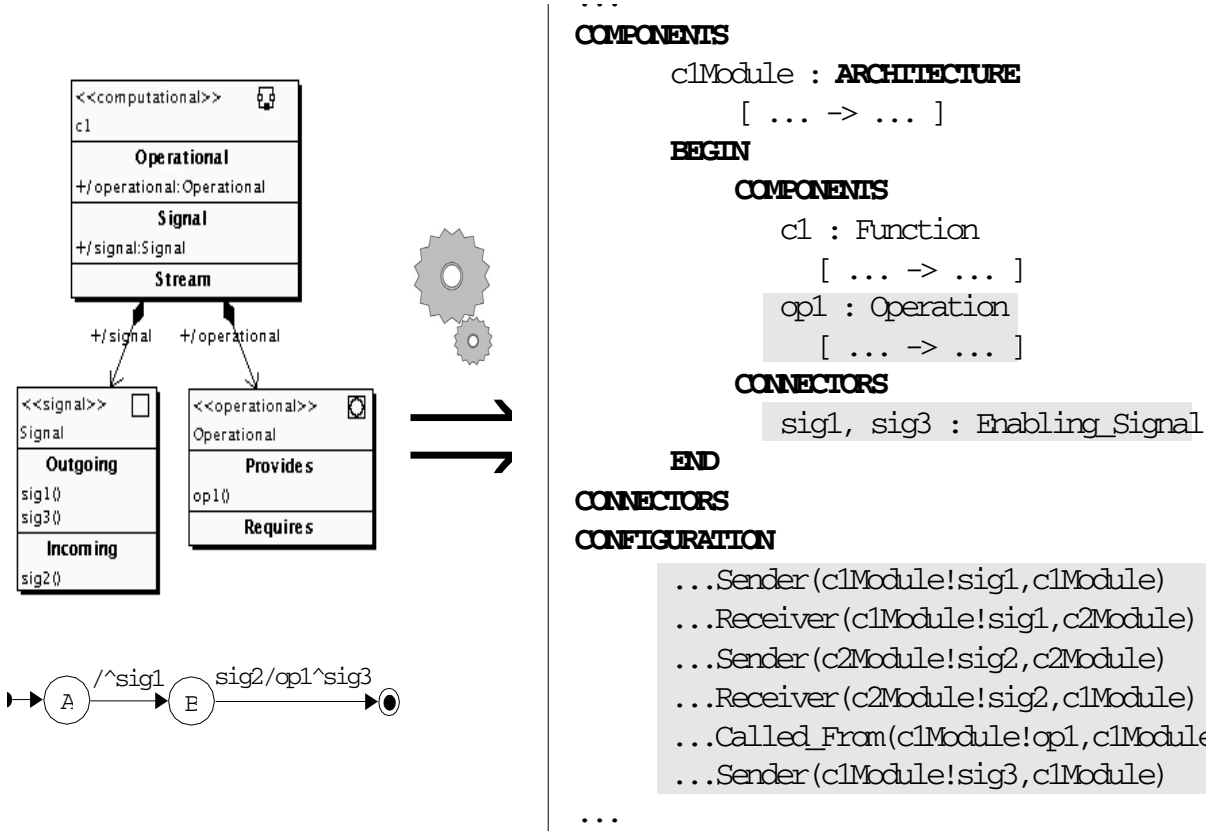 <<computational>>
c1
Operational
+/operational:Operational
Signal
+/signal:Signal
Stream
+/signal
+/operational
<<signal>>
Signal
Outgoing
sig1()
sig3()
Incoming
sig2()
<<operational>>
Operational
Provides
op1()
Requires
A
/^sig1
B
sig2/op1^sig3
...
COMPONENTS
c1Module : ARCHITECTURE
[ ... -> ... ]
BEGIN
COMPONENTS
c1 : Function
[ ... -> ... ]
op1 : Operation
[ ... -> ... ]
CONNECTORS
sig1, sig3 : Enabling_Signal
END
CONNECTORS
CONFIGURATION
...Sender(c1Module!sig1,c1Module)
...Receiver(c1Module!sig1,c2Module)
...Sender(c2Module!sig2,c2Module)
...Receiver(c2Module!sig2,c1Module)
...Called_From(c1Module!op1,c1Module
...Sender(c1Module!sig3,c1Module)
...